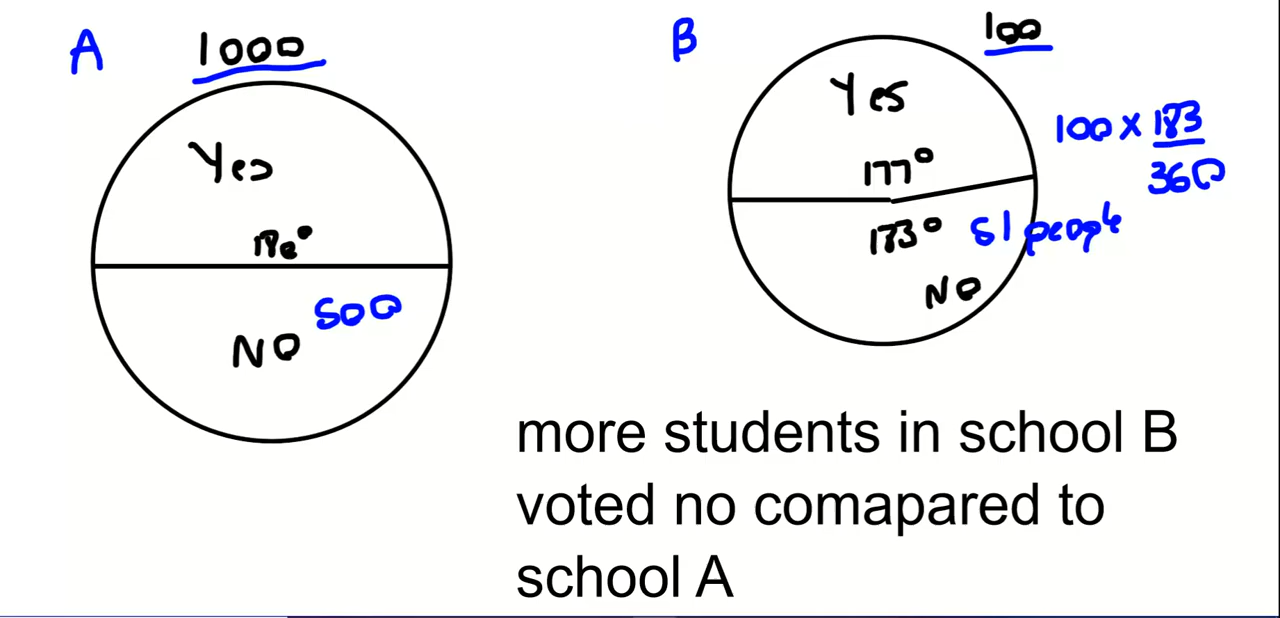 A 1000
Yes
180°
NO 500
B 100
Yes
177°
183° 51 people
NO
100 × 183
360
more students in school B
voted no comapared to
school A